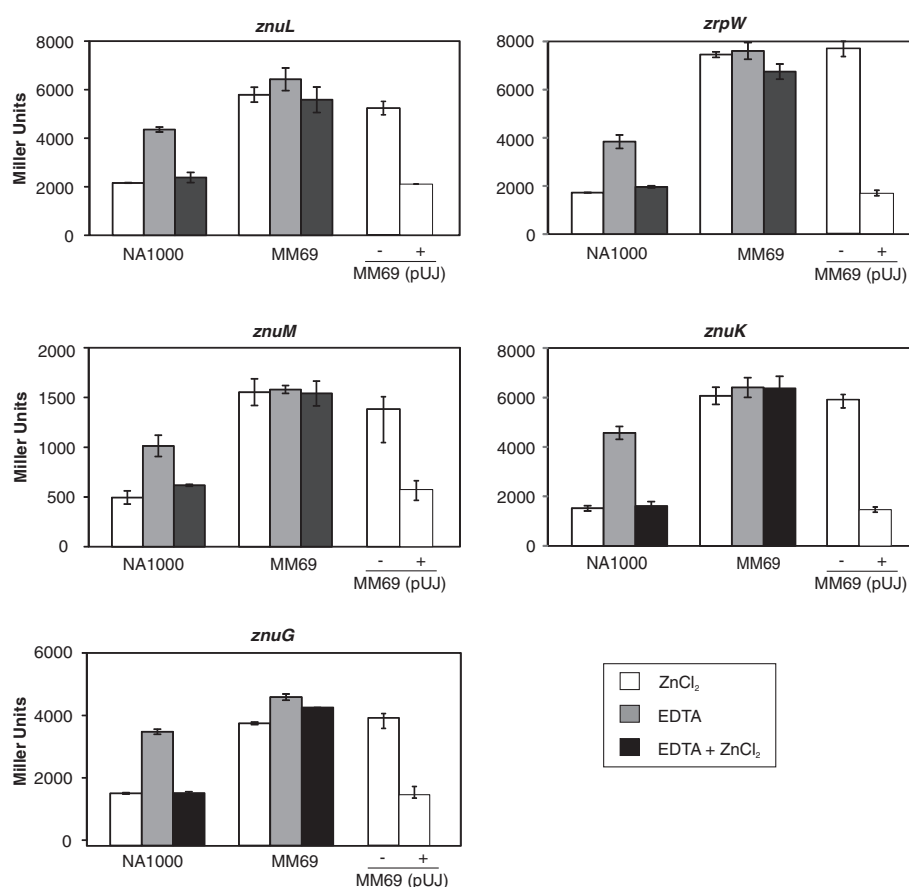 znuL
Miller Units
8000
6000
4000
2000
0
NA1000
MM69
- +
MM69 (pUJ)
zrpW
8000
6000
4000
2000
0
NA1000
MM69
- +
MM69 (pUJ)
znuM
Miller Units
2000
1500
1000
500
0
NA1000
MM69
- +
MM69 (pUJ)
znuK
8000
6000
4000
2000
0
NA1000
MM69
- +
MM69 (pUJ)
znuG
Miller Units
6000
4000
2000
0
NA1000
MM69
- +
MM69 (pUJ)
ZnCl₂
EDTA
EDTA + ZnCl₂